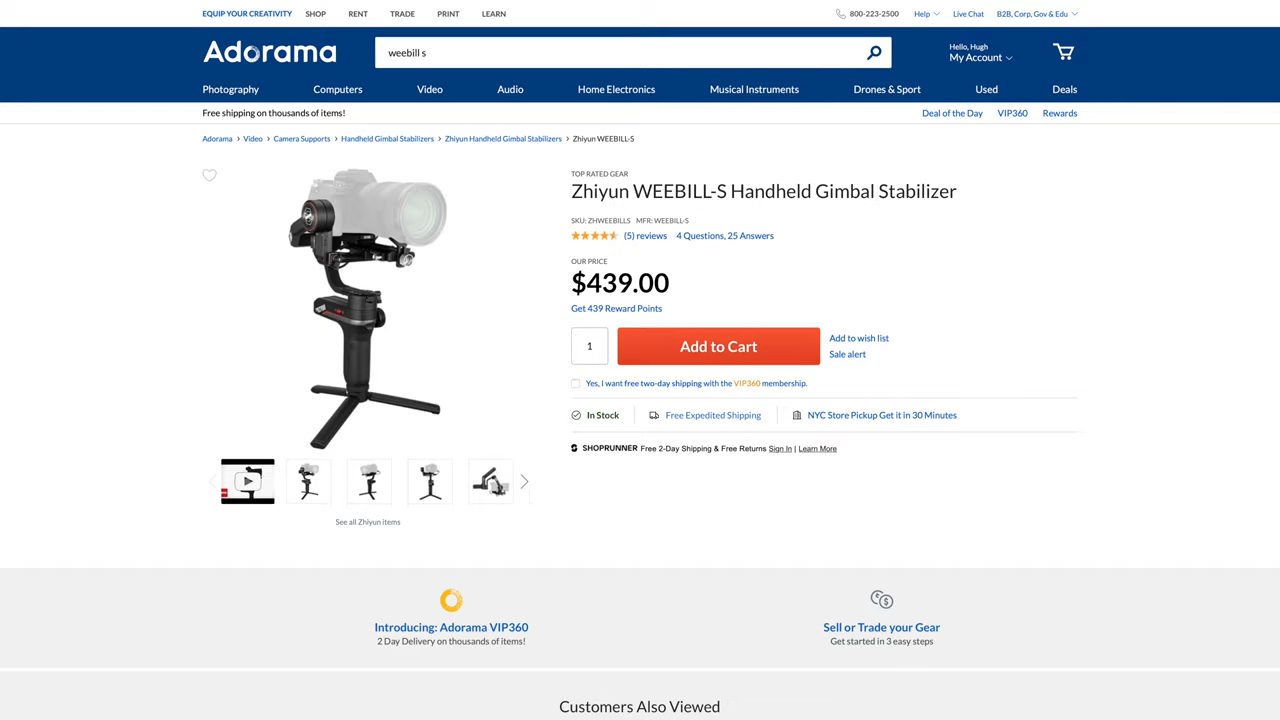 EQUIP YOUR CREATIVITY SHOP RENT TRADE PRINT LEARN 800-223-2500 Help Live Chat B2B, Corp, Gov & Edu
Adorama
weebill s
Hello, Hugh
My Account
Photography Computers Video Audio Home Electronics Musical Instruments Drones & Sport Used Deals
Free shipping on thousands of items! Deal of the Day VIP360 Rewards
Adorama > Video > Camera Supports > Handheld Gimbal Stabilizers > Zhiyun Handheld Gimbal Stabilizers > Zhiyun WEEBILL-S
TOP RATED GEAR
Zhiyun WEEBILL-S Handheld Gimbal Stabilizer
SKU: ZHWEEBILLS MFR: WEEBILL-S
(5) reviews 4 Questions, 25 Answers
OUR PRICE
$439.00
Get 439 Reward Points
1 Add to Cart
Add to wish list
Sale alert
Yes, I want free two-day shipping with the VIP360 membership.
In Stock Free Expedited Shipping NYC Store Pickup Get it in 30 Minutes
SHOPRUNNER Free 2-Day Shipping & Free Returns Sign In | Learn More
See all Zhiyun items
Introducing: Adorama VIP360
2 Day Delivery on thousands of items!
Sell or Trade your Gear
Get started in 3 easy steps
Customers Also Viewed